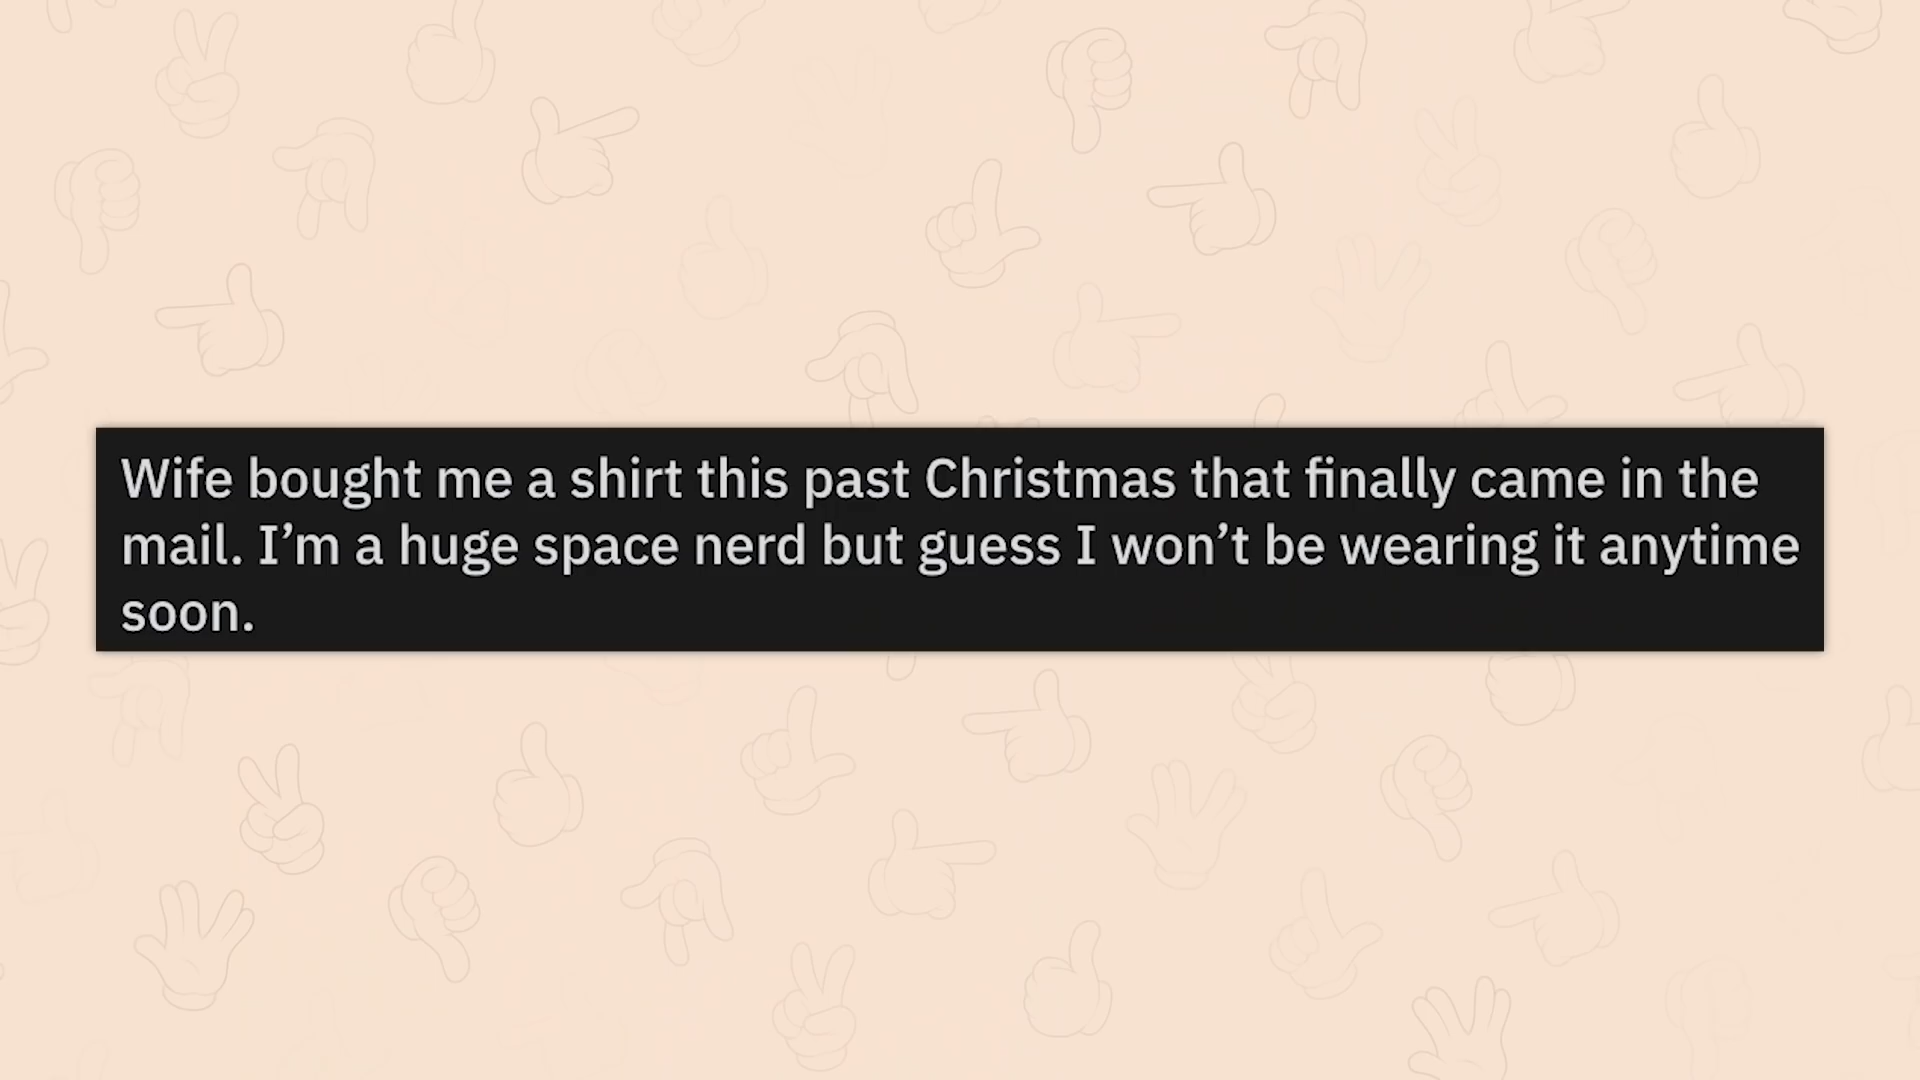 Wife bought me a shirt this past Christmas that finally came in the
mail. I’m a huge space nerd but guess I won’t be wearing it anytime
soon.